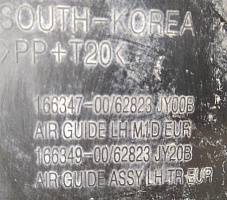 SOUTH-KOREA
>PP+T20<
166347-00/62823 JY00B
AIR GUIDE LH M1D EUR
166349-00/62823 JY20B
AIR GUIDE ASSY LH TR EUR